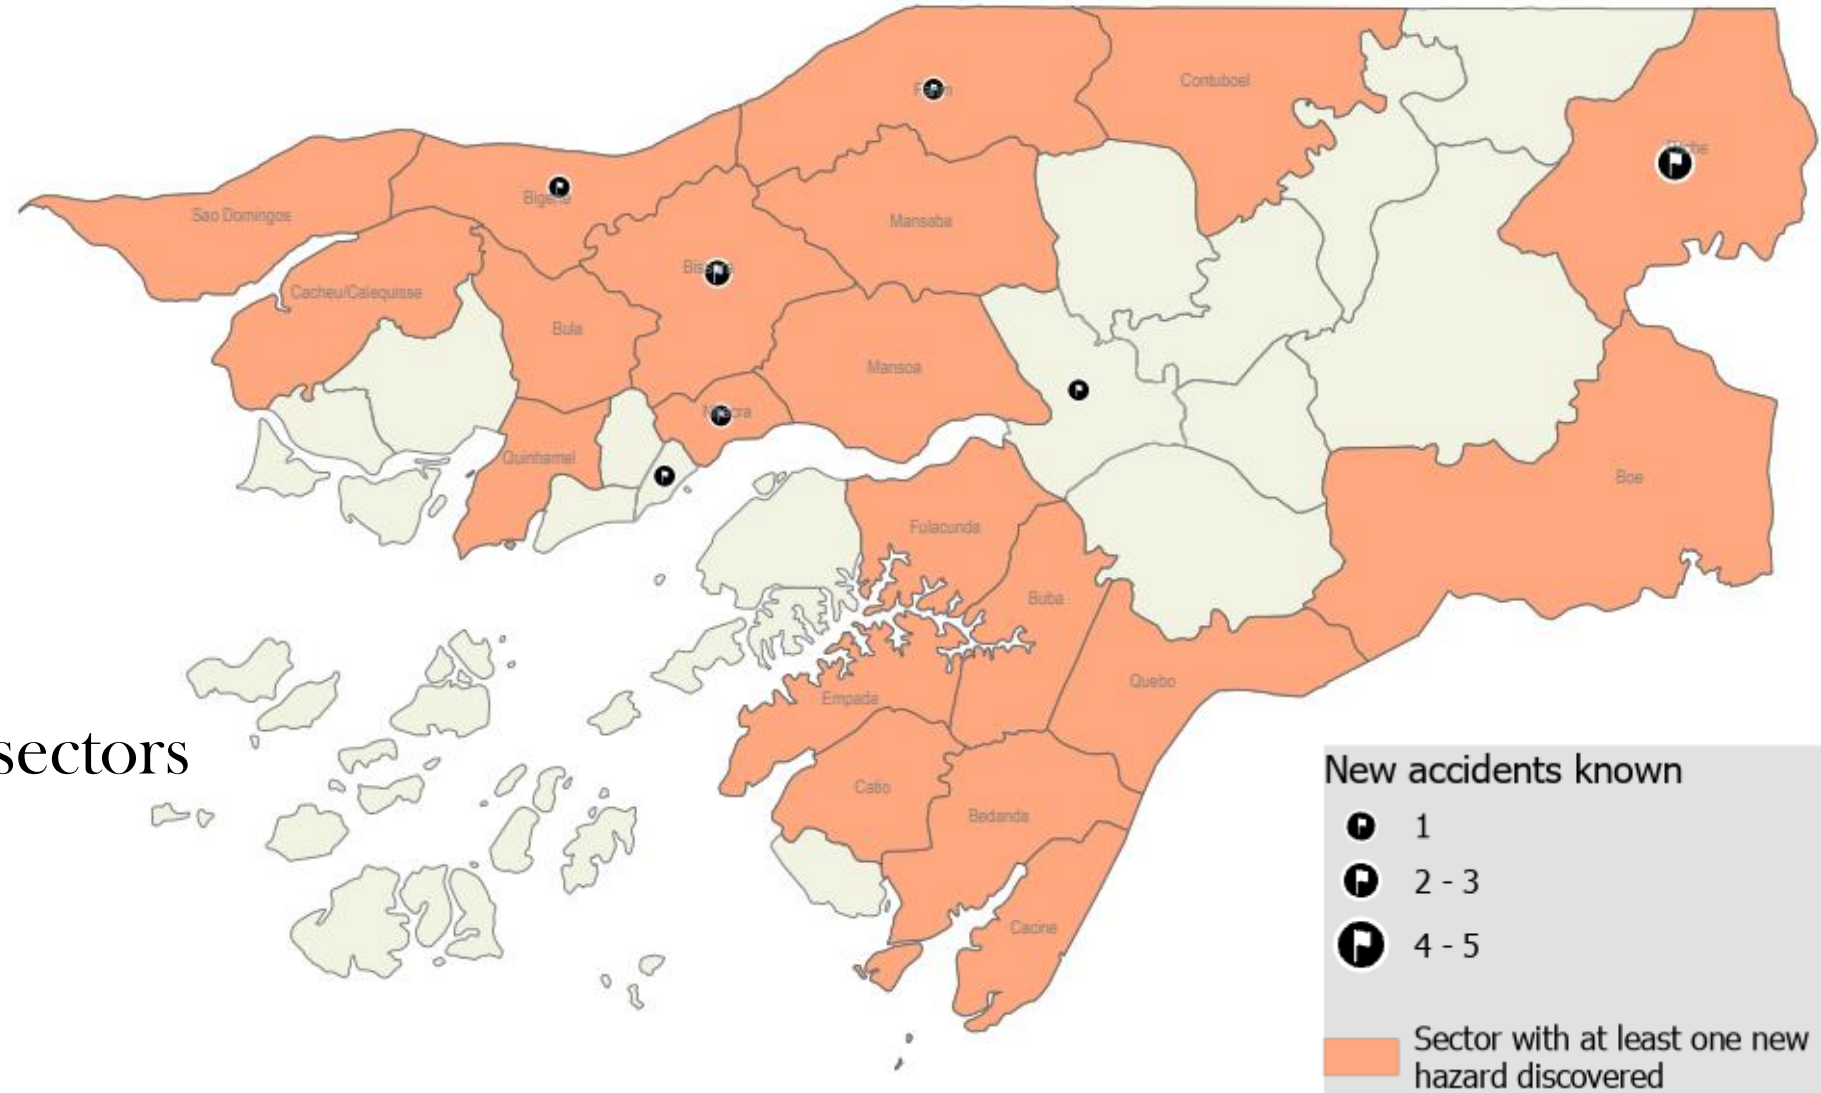 Contuboel
Sao Domingos
Mansaba
Cacheu/Calequisse
Bula
Mansoa
Quinhamel
Boe
Fulacunda
Buba
Quebo
Empada
sectors
Catio
Bedanda
Cacine
New accidents known
1
2 - 3
4 - 5
Sector with at least one new
hazard discovered